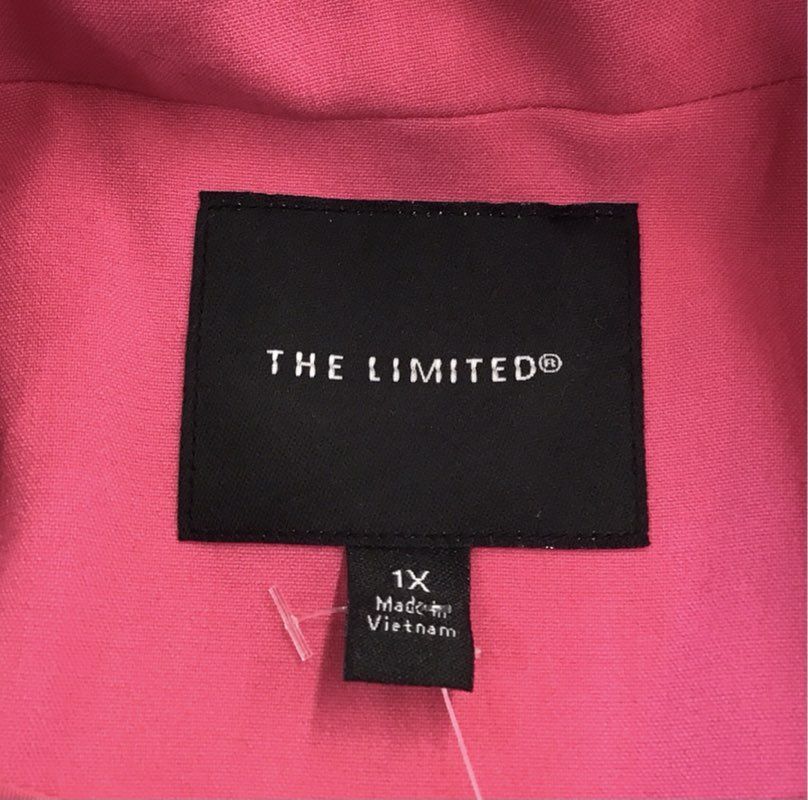 THE LIMITED®
1X
Made in
Vietnam